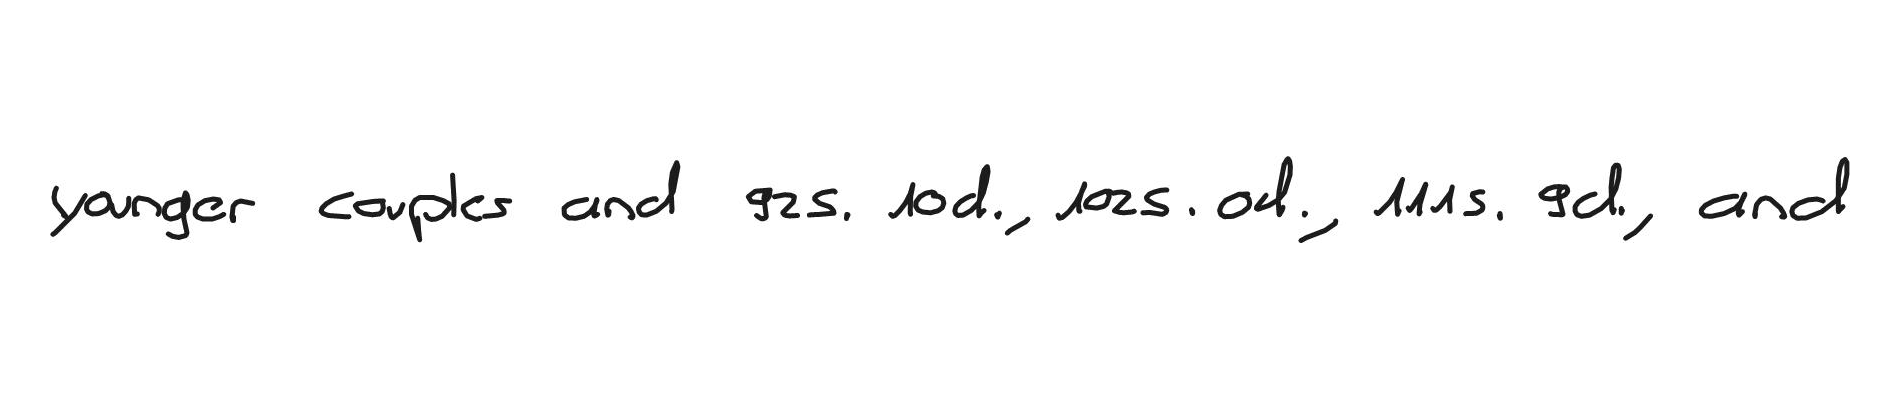 younger couples and 92s. 10d., 102s. 0d., 111s. 9d., and